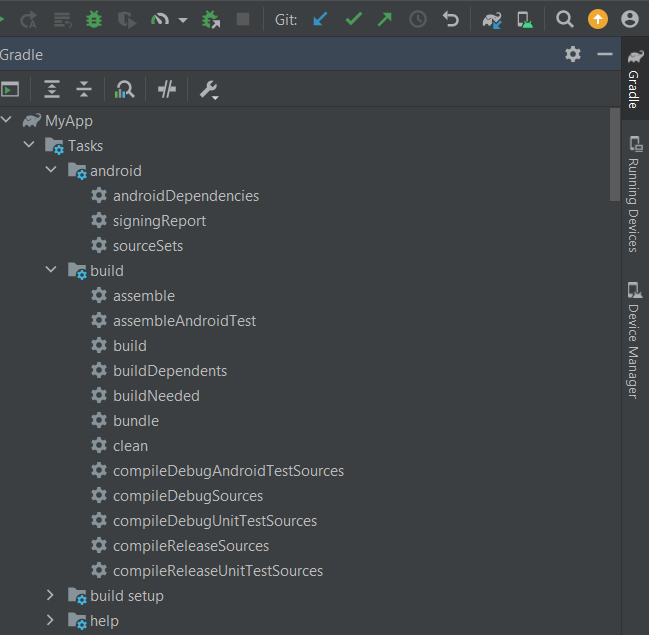 Git:
Gradle
MyApp
Tasks
android
androidDependencies
signingReport
sourceSets
build
assemble
assembleAndroidTest
build
buildDependents
buildNeeded
bundle
clean
compileDebugAndroidTestSources
compileDebugSources
compileDebugUnitTestSources
compileReleaseSources
compileReleaseUnitTestSources
build setup
help
Gradle
Running Devices
Device Manager